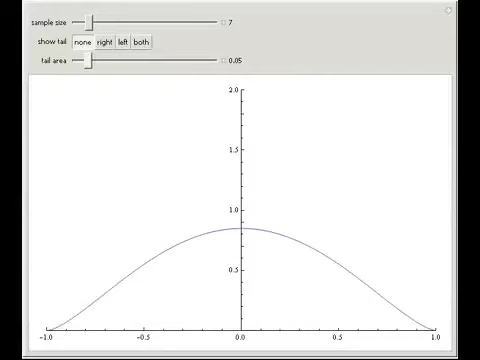 sample size 7
show tail none right left both
tail area 0.05
2.0
1.5
1.0
0.5
-1.0 -0.5 0.0 0.5 1.0